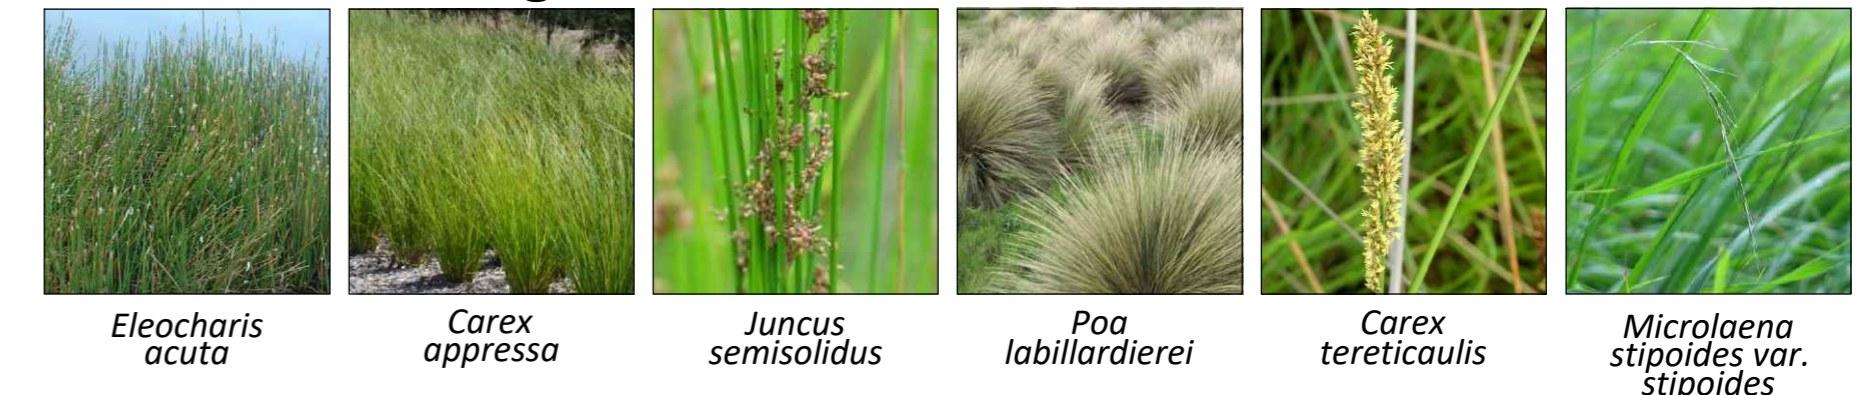 Eleocharis
acuta
Carex
appressa
Juncus
semisolidus
Poa
labillardierei
Carex
tereticaulis
Microlaena
stipoides var.
stipoides